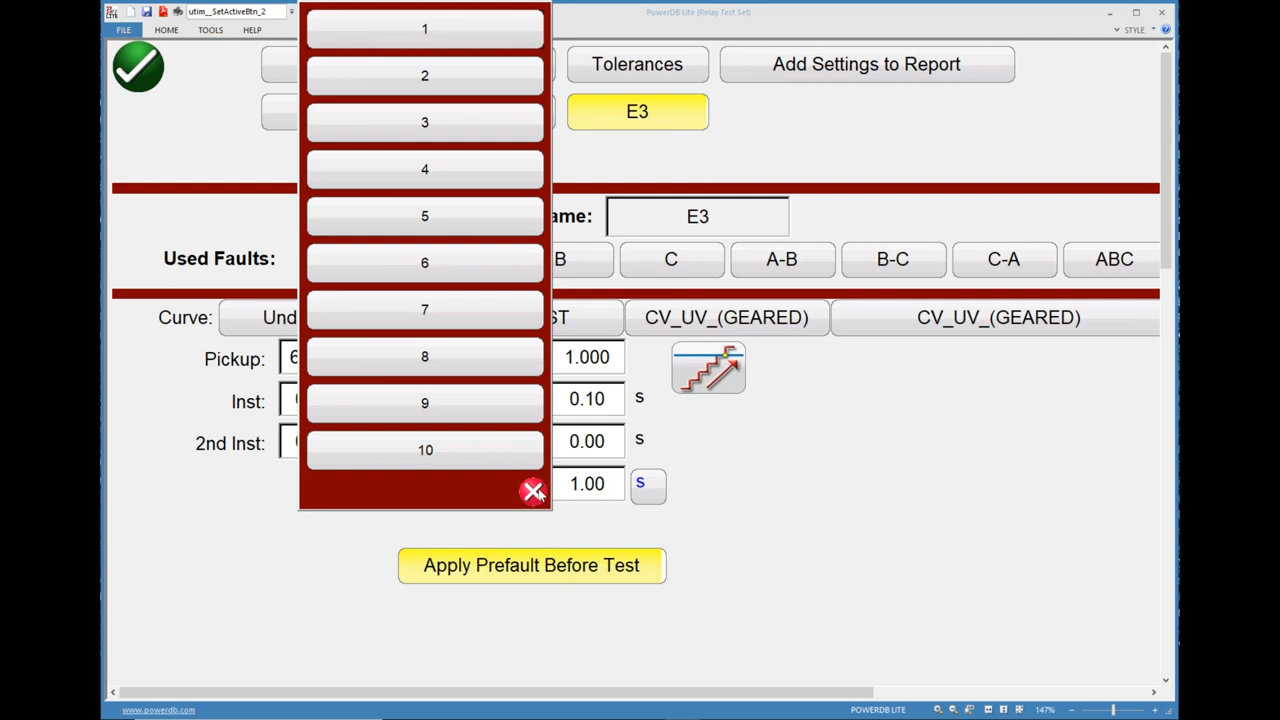 utim__SetActiveBtn_2
PowerDB Lite (Relay Test Set)
FILE HOME TOOLS HELP
STYLE
1
2
3
4
5
6
7
8
9
10
Tolerances Add Settings to Report
E3
ame: E3
Used Faults: B C A-B B-C C-A ABC
Curve: Und ST CV_UV_(GEARED) CV_UV_(GEARED)
Pickup: 6 1.000
Inst: 0.10 s
2nd Inst: 0.00 s
1.00 s
Apply Prefault Before Test
www.powerdb.com
POWERDB LITE
147%